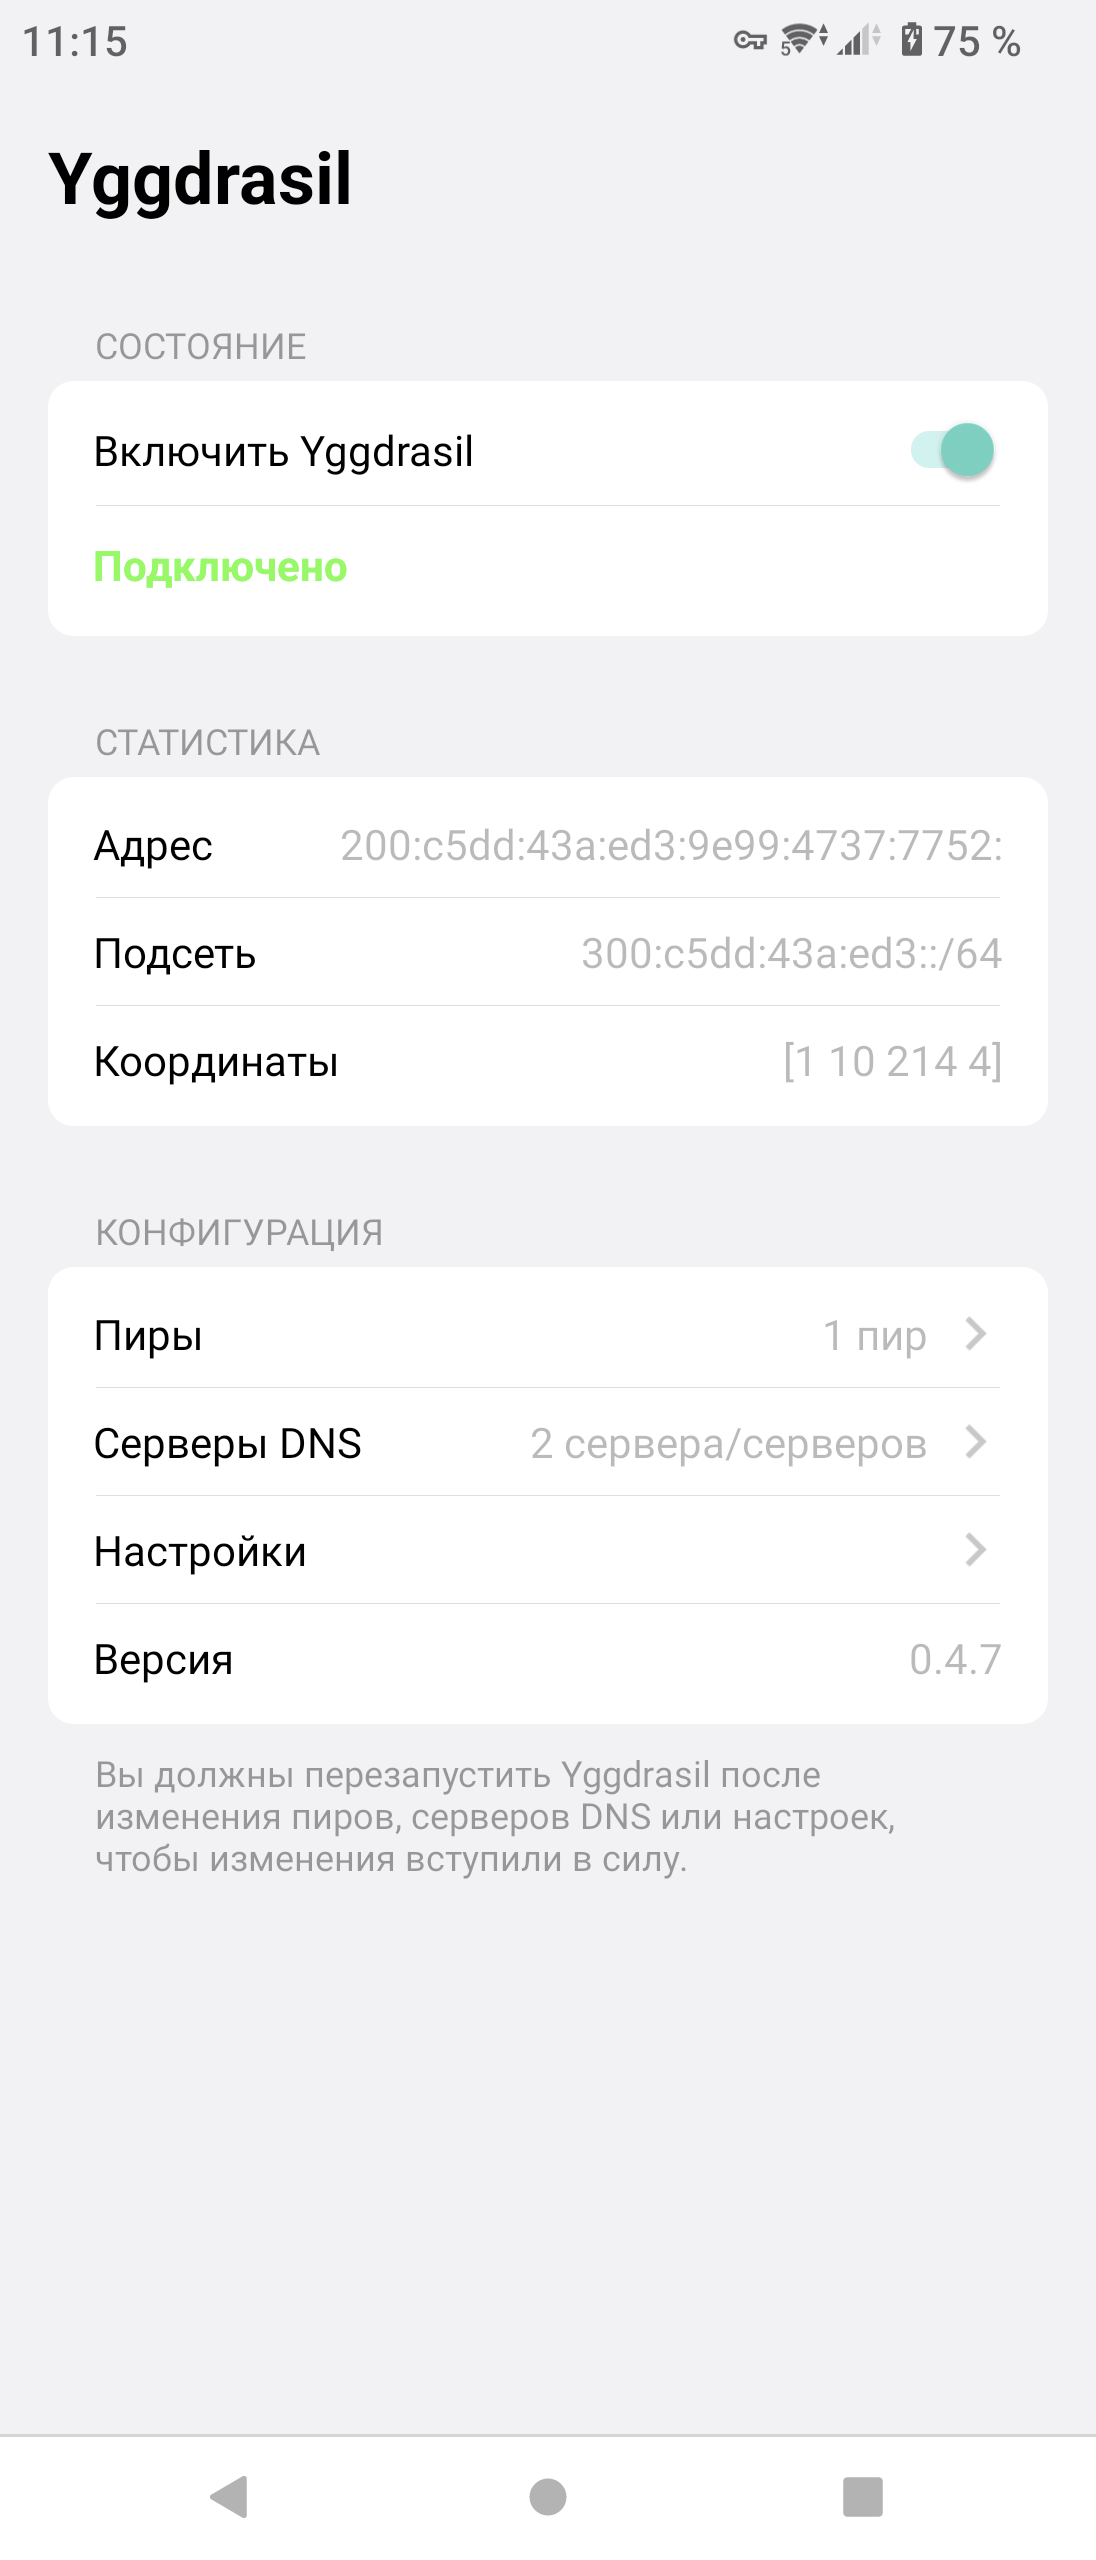 11:15 5 75 %
Yggdrasil
СОСТОЯНИЕ
Включить Yggdrasil
Подключено
СТАТИСТИКА
Адрес 200:c5dd:43a:ed3:9e99:4737:7752:
Подсеть 300:c5dd:43a:ed3::/64
Координаты [1 10 214 4]
КОНФИГУРАЦИЯ
Пиры 1 пир
Серверы DNS 2 сервера/серверов
Настройки
Версия 0.4.7
Вы должны перезапустить Yggdrasil после
изменения пиров, серверов DNS или настроек,
чтобы изменения вступили в силу.